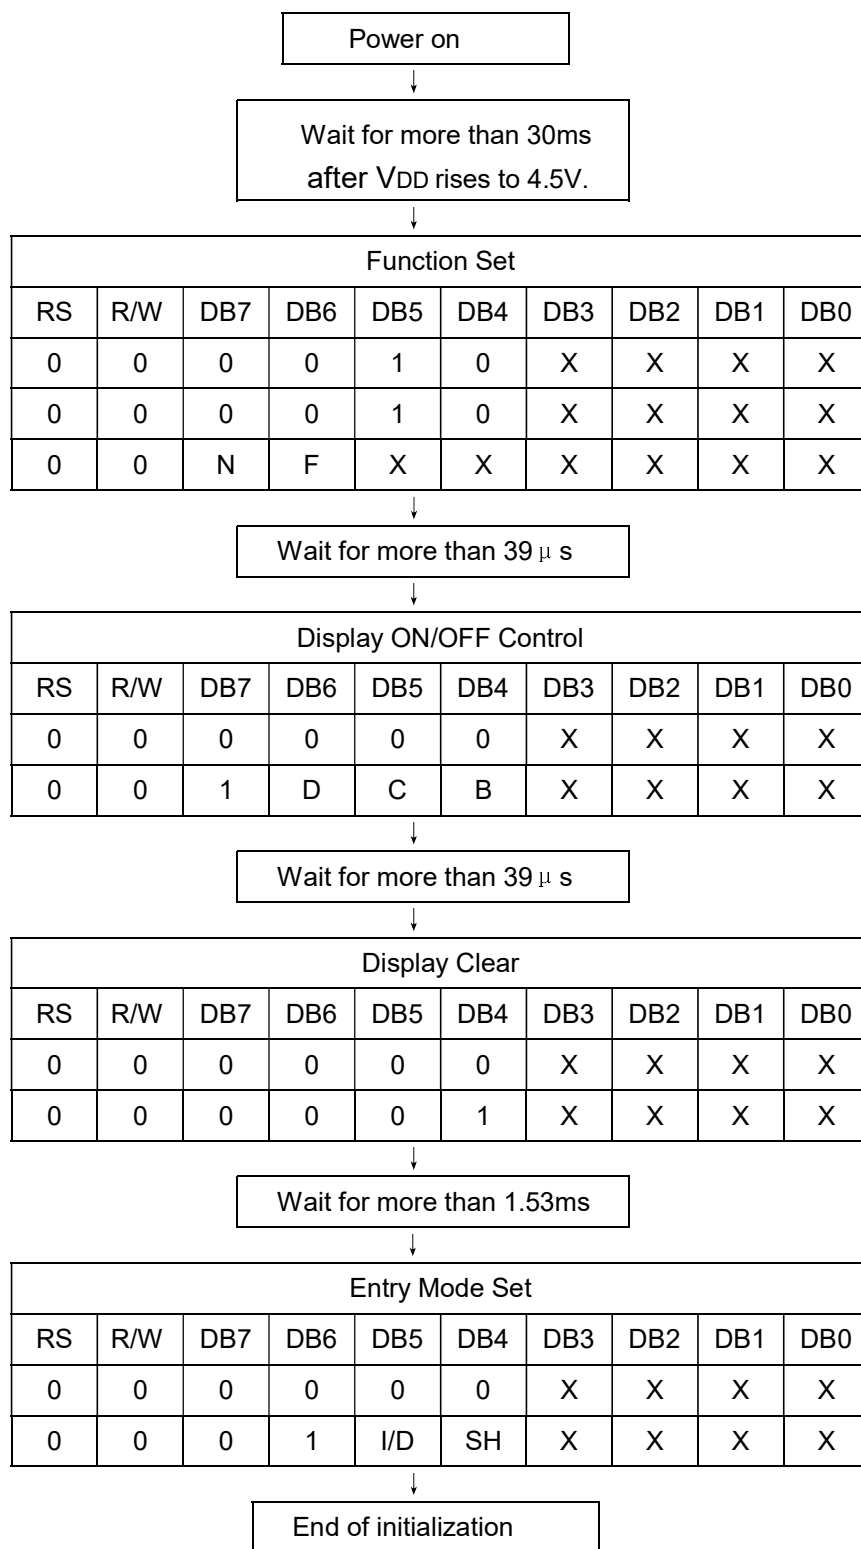 Power on
Wait for more than 30ms
after VDD rises to 4.5V.
Function Set
RS R/W DB7 DB6 DB5 DB4 DB3 DB2 DB1 DB0
0 0 0 0 1 0 X X X X
0 0 0 0 1 0 X X X X
0 0 N F X X X X X X
Wait for more than 39μs
Display ON/OFF Control
RS R/W DB7 DB6 DB5 DB4 DB3 DB2 DB1 DB0
0 0 0 0 0 0 X X X X
0 0 1 D C B X X X X
Wait for more than 39μs
Display Clear
RS R/W DB7 DB6 DB5 DB4 DB3 DB2 DB1 DB0
0 0 0 0 0 0 X X X X
0 0 0 0 0 1 X X X X
Wait for more than 1.53ms
Entry Mode Set
RS R/W DB7 DB6 DB5 DB4 DB3 DB2 DB1 DB0
0 0 0 0 0 0 X X X X
0 0 0 1 I/D SH X X X X
End of initialization